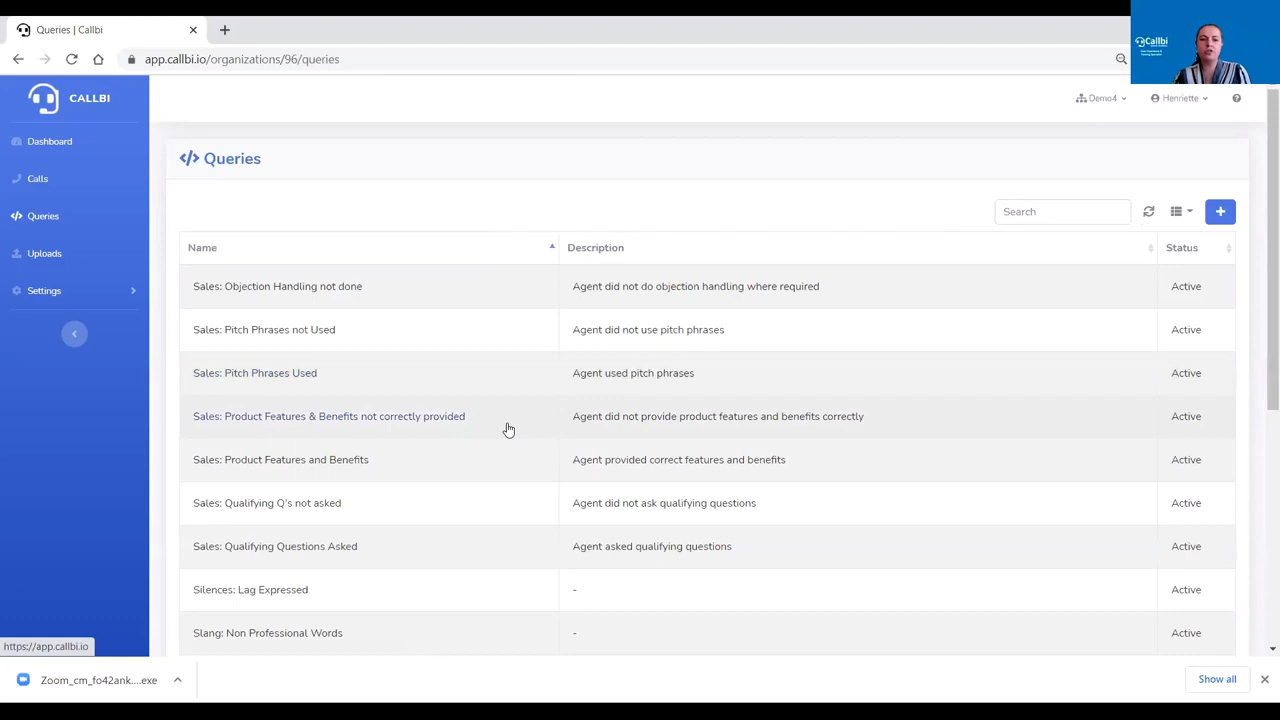 Queries | Callbi
app.callbi.io/organizations/96/queries
Callbi
CALLBI
Demo4
Henriette
Dashboard
Calls
Queries
Uploads
Settings
</> Queries
Search
Name Description Status
Sales: Objection Handling not done Agent did not do objection handling where required Active
Sales: Pitch Phrases not Used Agent did not use pitch phrases Active
Sales: Pitch Phrases Used Agent used pitch phrases Active
Sales: Product Features & Benefits not correctly provided Agent did not provide product features and benefits correctly Active
Sales: Product Features and Benefits Agent provided correct features and benefits Active
Sales: Qualifying Q's not asked Agent did not ask qualifying questions Active
Sales: Qualifying Questions Asked Agent asked qualifying questions Active
Silences: Lag Expressed - Active
Slang: Non Professional Words - Active
https://app.callbi.io
Zoom_cm_fo42ank....exe
Show all